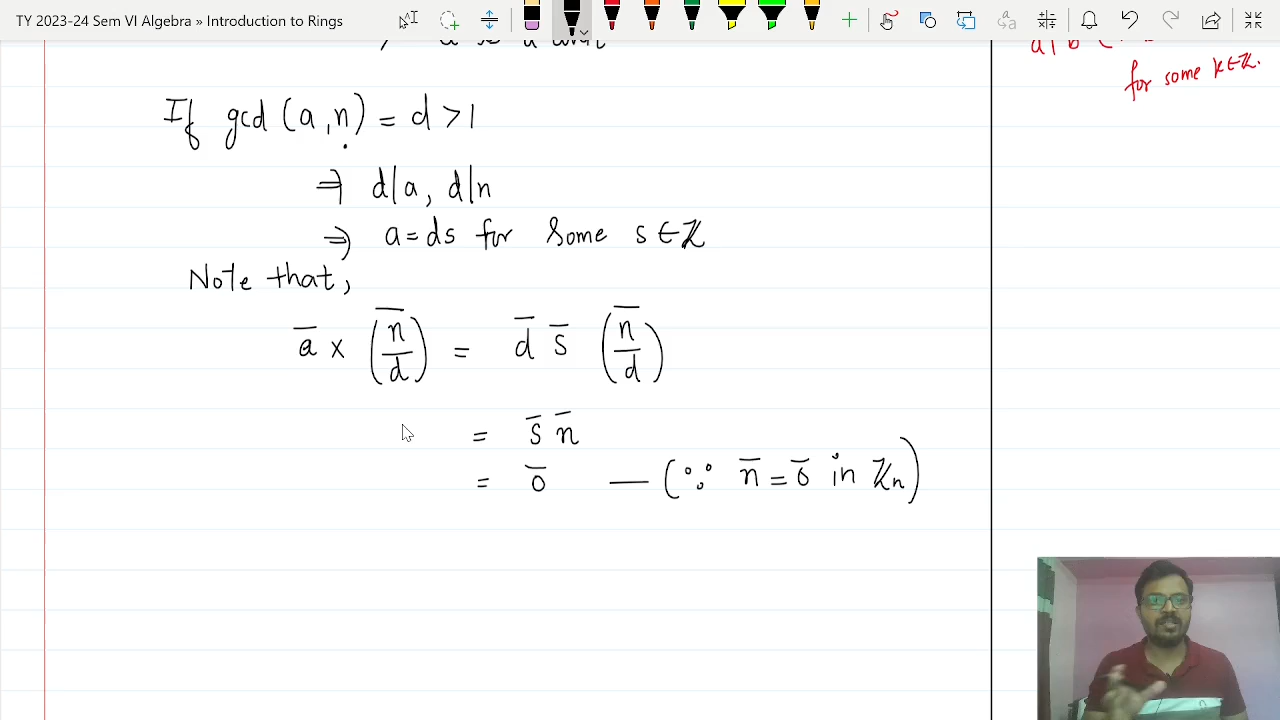 TY 2023-24 Sem VI Algebra » Introduction to Rings
for some k∈ℤ.
If gcd (a,n) = d >1
⇒ d|a, d|n
⇒ a=ds for some s∈ℤ
Note that,
a̅ × (n̅/d) = d̅ s̅ (n̅/d)
= s̅ n̅
= 0̅ — (∵ n̅ = 0̅ in ℤn)